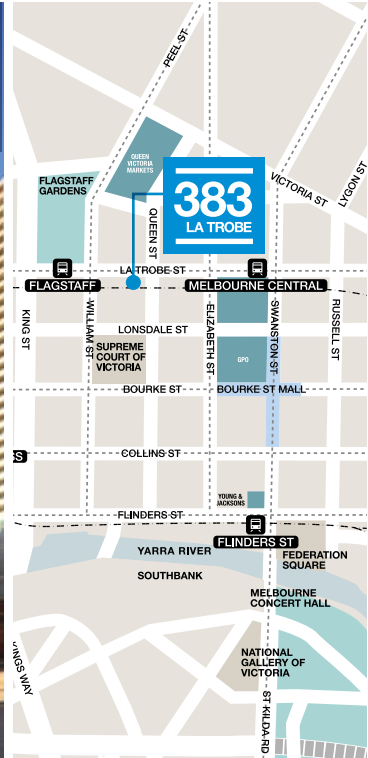 PEEL ST
QUEEN
VICTORIA
MARKETS
FLAGSTAFF
GARDENS
VICTORIA ST
LYGON ST
383
LA TROBE
QUEEN ST
LA TROBE ST
FLAGSTAFF
MELBOURNE CENTRAL
KING ST
WILLIAM ST
ELIZABETH ST
SWANSTON ST
RUSSELL ST
LONSDALE ST
SUPREME
COURT OF
VICTORIA
GPO
BOURKE ST
BOURKE ST MALL
COLLINS ST
YOUNG &
JACKSONS
FLINDERS ST
FLINDERS ST
YARRA RIVER
FEDERATION
SQUARE
SOUTHBANK
MELBOURNE
CONCERT HALL
NATIONAL
GALLERY OF
VICTORIA
ST KILDA RD